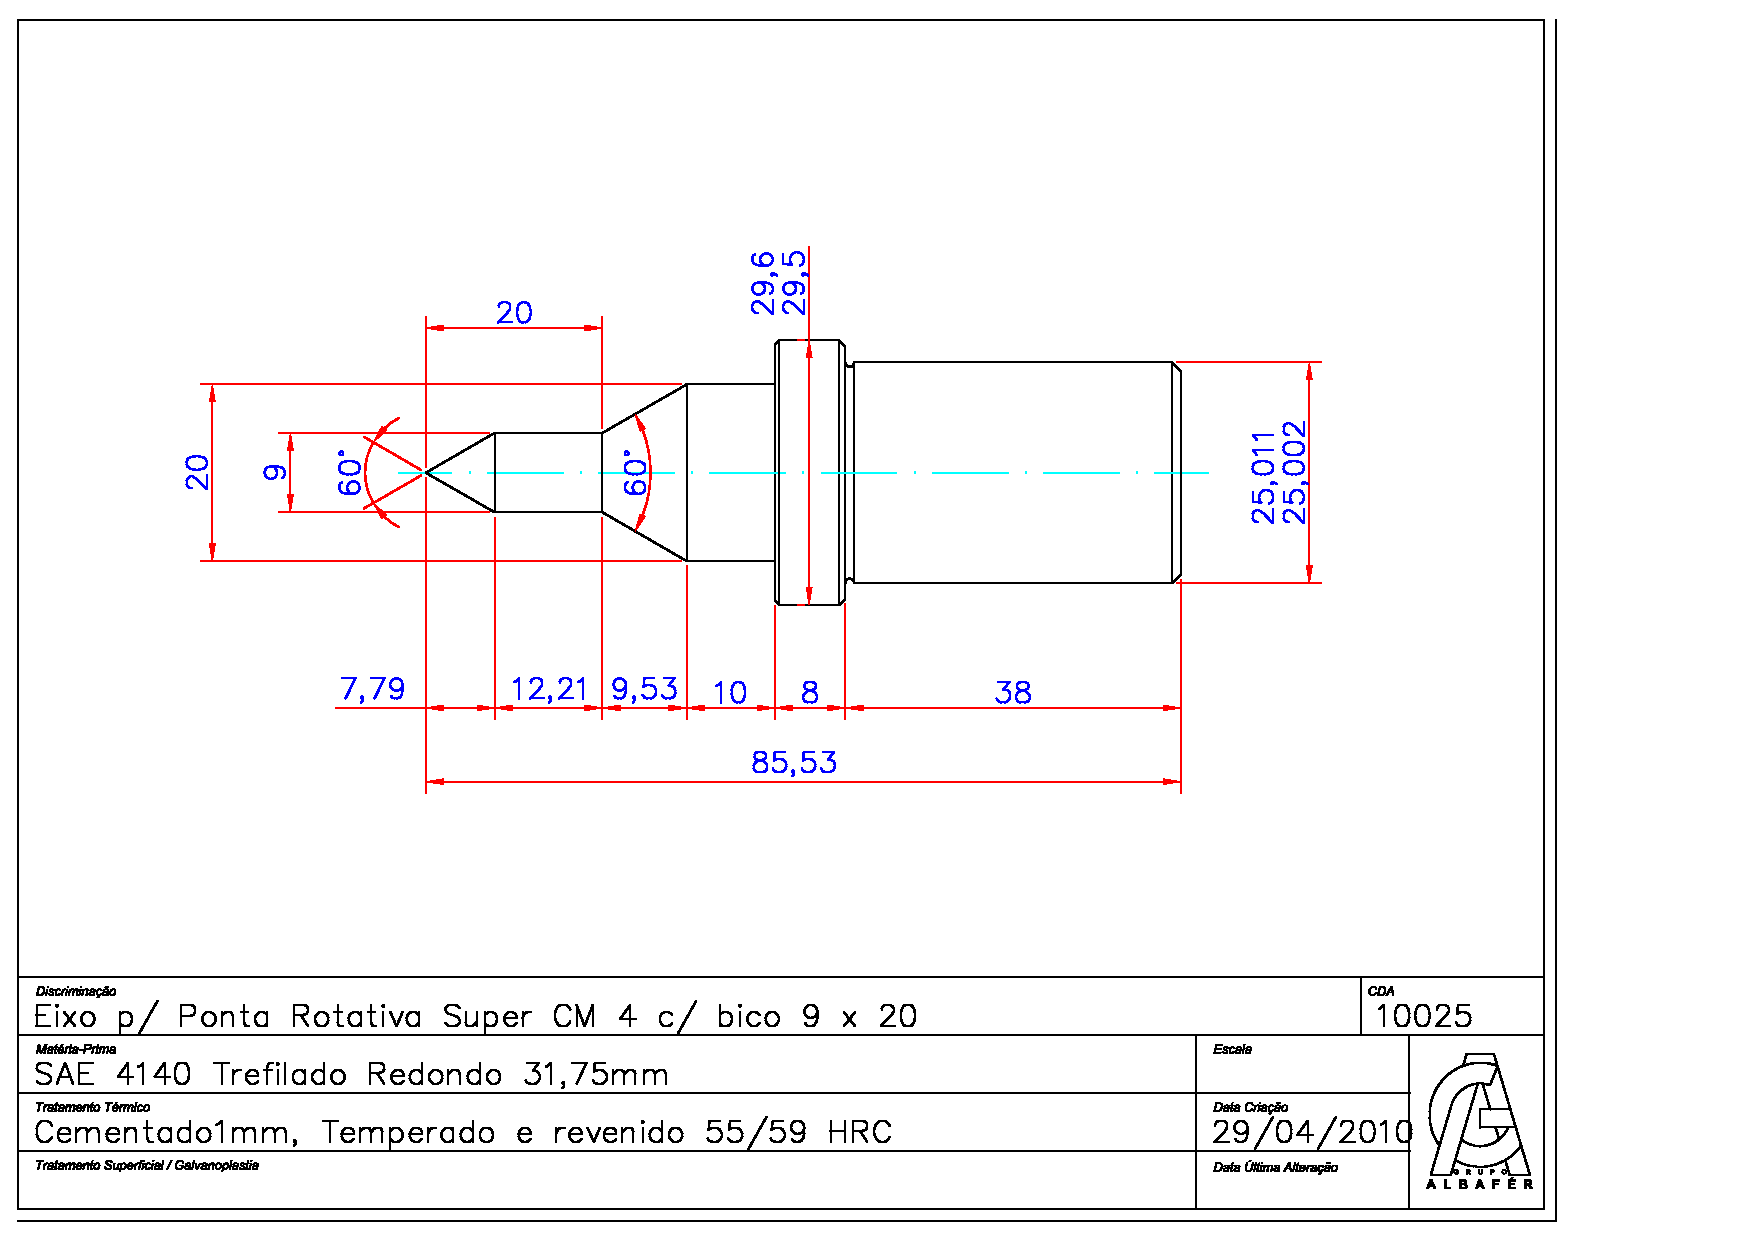 29,6
29,5
20
20
9
60°
60°
25,011
25,002
7,79
12,21
9,53
10
8
38
85,53
Discriminação
Eixo p/ Ponta Rotativa Super CM 4 c/ bico 9 x 20
CDA
10025
Matéria-Prima
SAE 4140 Trefilado Redondo 31,75mm
Escala
Tratamento Térmico
Cementado1mm, Temperado e revenido 55/59 HRC
Data Criação
29/04/2010
Tratamento Superficial / Galvanoplastia
Data Última Alteração
GRUPO
ALBAFÉR